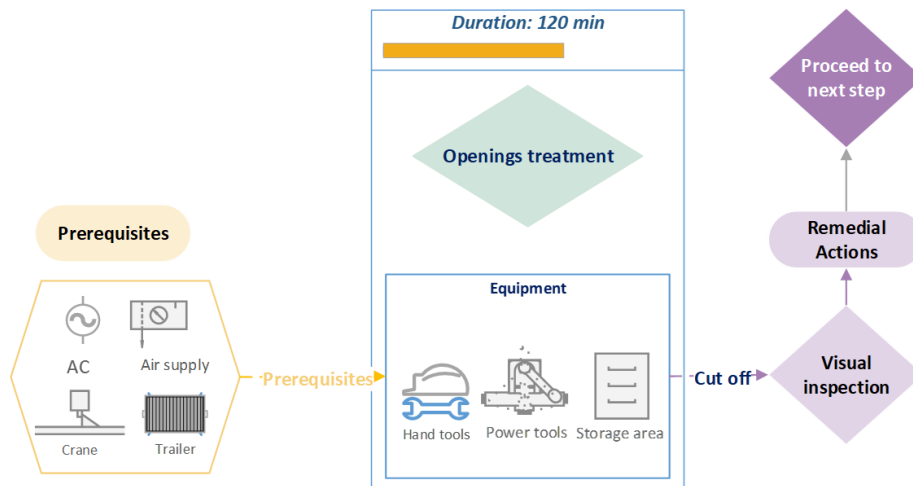 Duration: 120 min
Openings treatment
Prerequisites
AC
Air supply
Crane
Trailer
Prerequisites
Equipment
Hand tools
Power tools
Storage area
Cut off
Proceed to
next step
Remedial
Actions
Visual
inspection